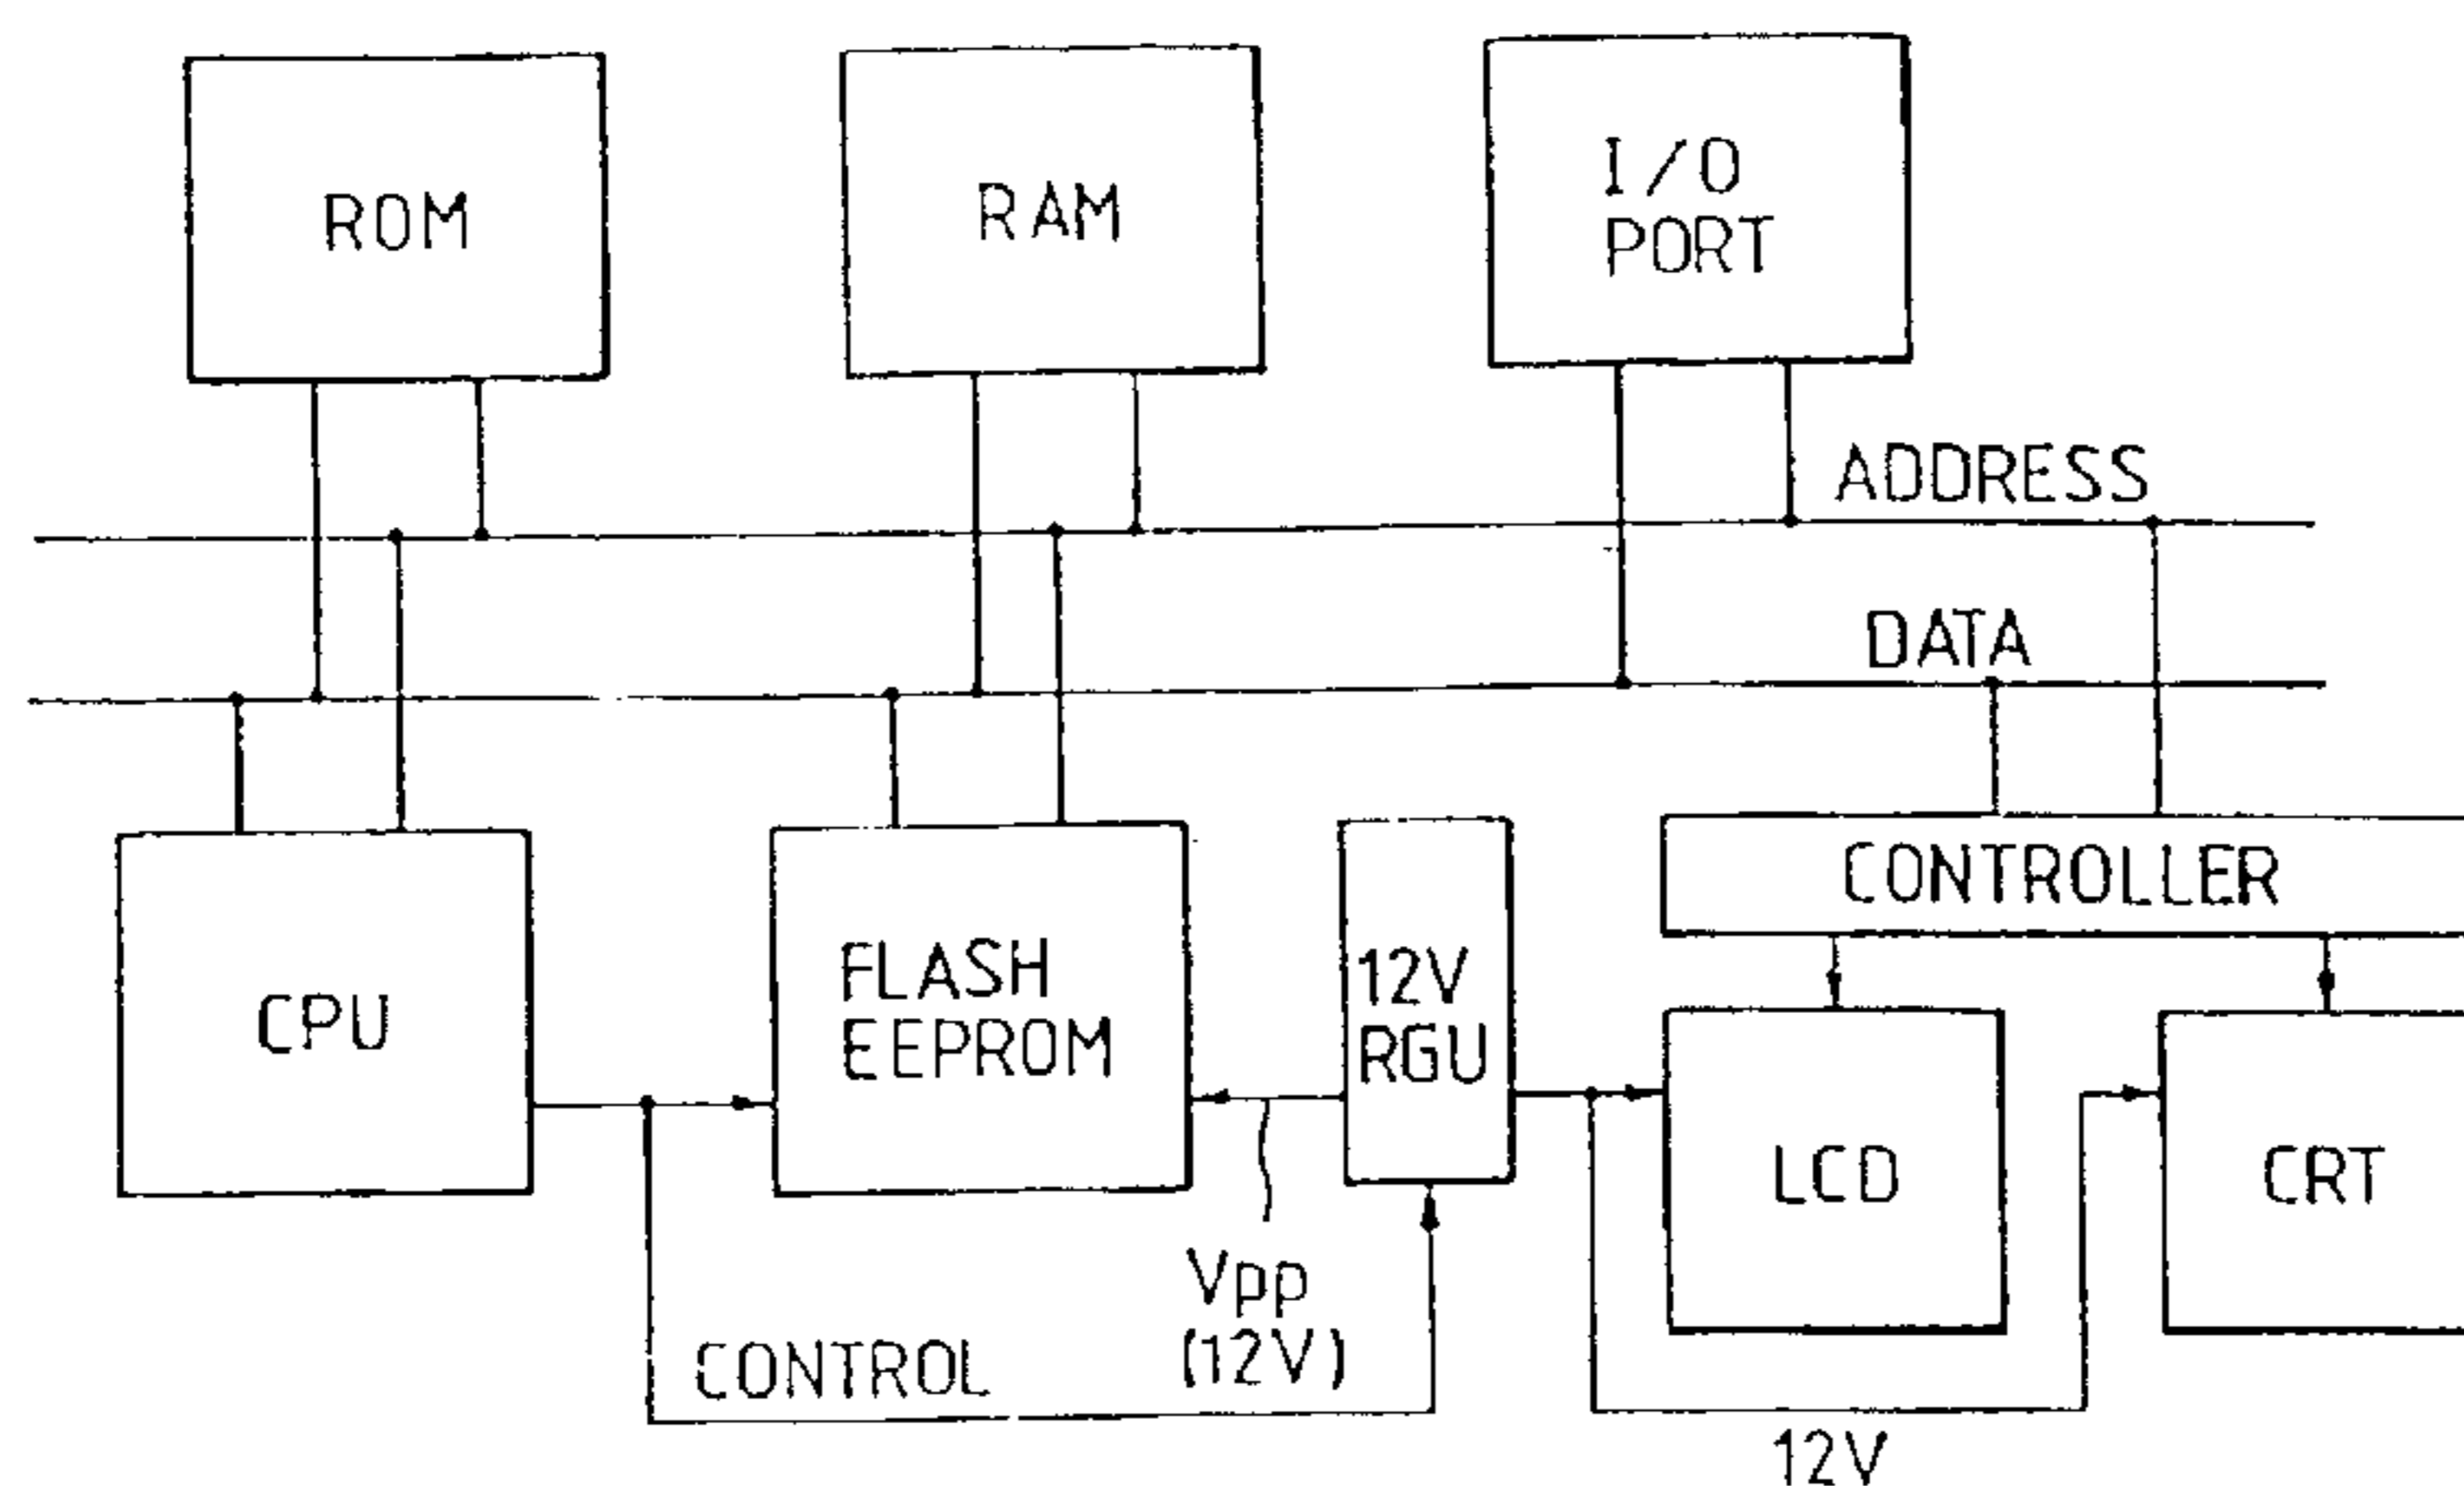 ROM
RAM
I/O
PORT
ADDRESS
DATA
CONTROLLER
CPU
FLASH
EEPROM
12V
RGU
LCD
CRT
Vpp
(12V)
CONTROL
12V